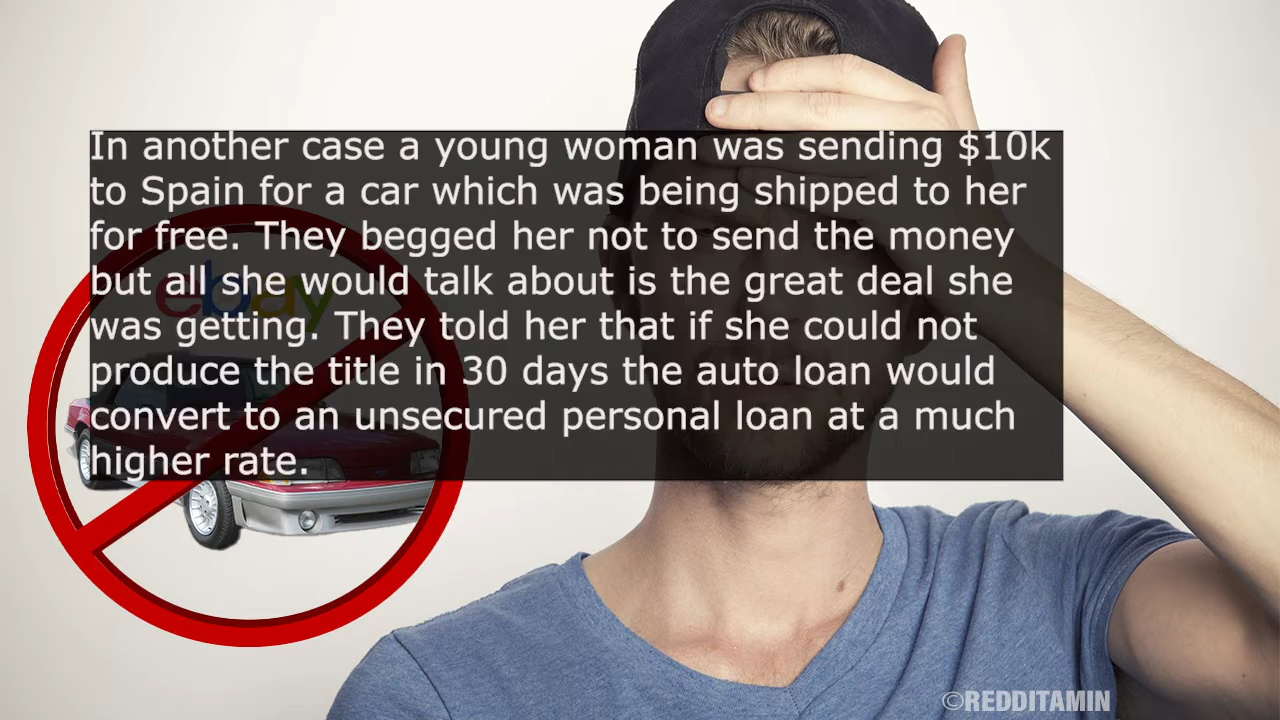 In another case a young woman was sending $10k
to Spain for a car which was being shipped to her
for free. They begged her not to send the money
but all she would talk about is the great deal she
was getting. They told her that if she could not
produce the title in 30 days the auto loan would
convert to an unsecured personal loan at a much
higher rate.
ebay
©REDDITAMIN